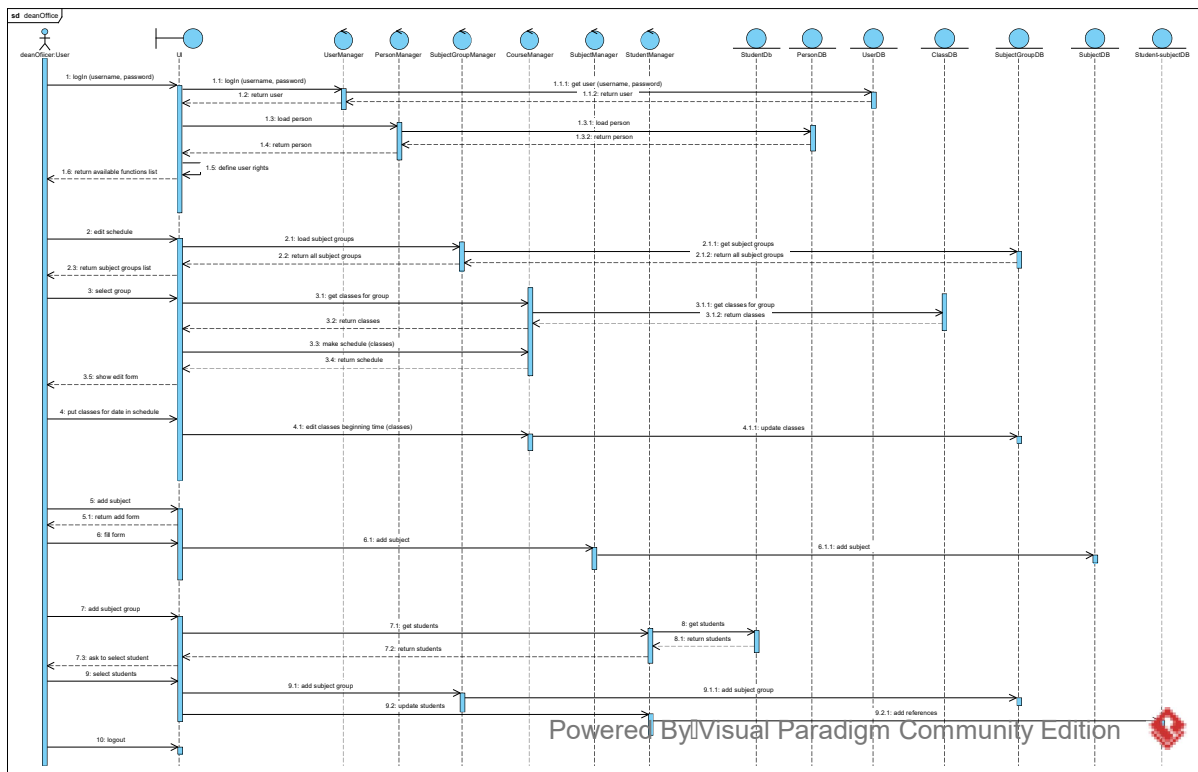 sd deanOffice
deanOfficer:User
UI
UserManager
PersonManager
SubjectGroupManager
CourseManager
SubjectManager
StudentManager
StudentDb
PersonDB
UserDB
ClassDB
SubjectGroupDB
SubjectDB
Student-subjectDB
1: logIn (username, password)
1.1: logIn (username, password)
1.1.1: get user (username, password)
1.1.2: return user
1.2: return user
1.3: load person
1.3.1: load person
1.3.2: return person
1.4: return person
1.5: define user rights
1.6: return available functions list
2: edit schedule
2.1: load subject groups
2.1.1: get subject groups
2.1.2: return all subject groups
2.2: return all subject groups
2.3: return subject groups list
3: select group
3.1: get classes for group
3.1.1: get classes for group
3.1.2: return classes
3.2: return classes
3.3: make schedule (classes)
3.4: return schedule
3.5: show edit form
4: put classes for date in schedule
4.1: edit classes beginning time (classes)
4.1.1: update classes
5: add subject
5.1: return add form
6: fill form
6.1: add subject
6.1.1: add subject
7: add subject group
7.1: get students
8: get students
8.1: return students
7.2: return students
7.3: ask to select student
9: select students
9.1: add subject group
9.1.1: add subject group
9.2: update students
9.2.1: add references
10: logout
Powered By Visual Paradigm Community Edition